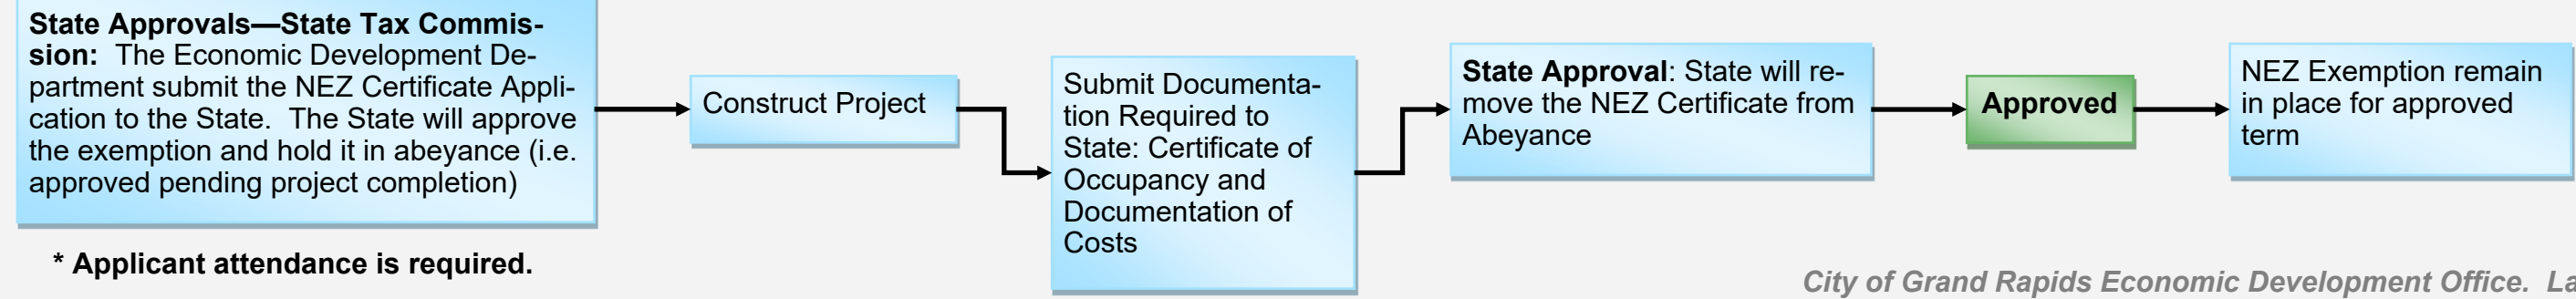 State Approvals—State Tax Commis-
sion:  The Economic Development De-
partment submit the NEZ Certificate Appli-
cation to the State.  The State will approve
the exemption and hold it in abeyance (i.e.
approved pending project completion)
Construct Project
Submit Documenta-
tion Required to
State: Certificate of
Occupancy and
Documentation of
Costs
State Approval: State will re-
move the NEZ Certificate from
Abeyance
Approved
NEZ Exemption remain
in place for approved
term
* Applicant attendance is required.
City of Grand Rapids Economic Development Office.